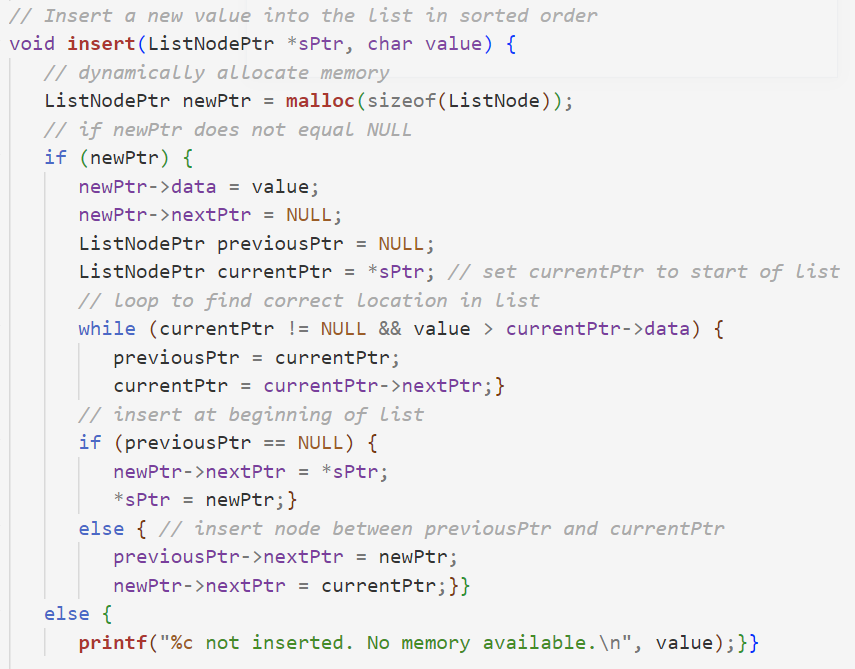 // Insert a new value into the list in sorted order
void insert(ListNodePtr *sPtr, char value) {
// dynamically allocate memory
ListNodePtr newPtr = malloc(sizeof(ListNode));
// if newPtr does not equal NULL
if (newPtr) {
newPtr->data = value;
newPtr->nextPtr = NULL;
ListNodePtr previousPtr = NULL;
ListNodePtr currentPtr = *sPtr; // set currentPtr to start of list
// loop to find correct location in list
while (currentPtr != NULL && value > currentPtr->data) {
previousPtr = currentPtr;
currentPtr = currentPtr->nextPtr;}
// insert at beginning of list
if (previousPtr == NULL) {
newPtr->nextPtr = *sPtr;
*sPtr = newPtr;}
else { // insert node between previousPtr and currentPtr
previousPtr->nextPtr = newPtr;
newPtr->nextPtr = currentPtr;}}
else {
printf("%c not inserted. No memory available.\n", value);}}